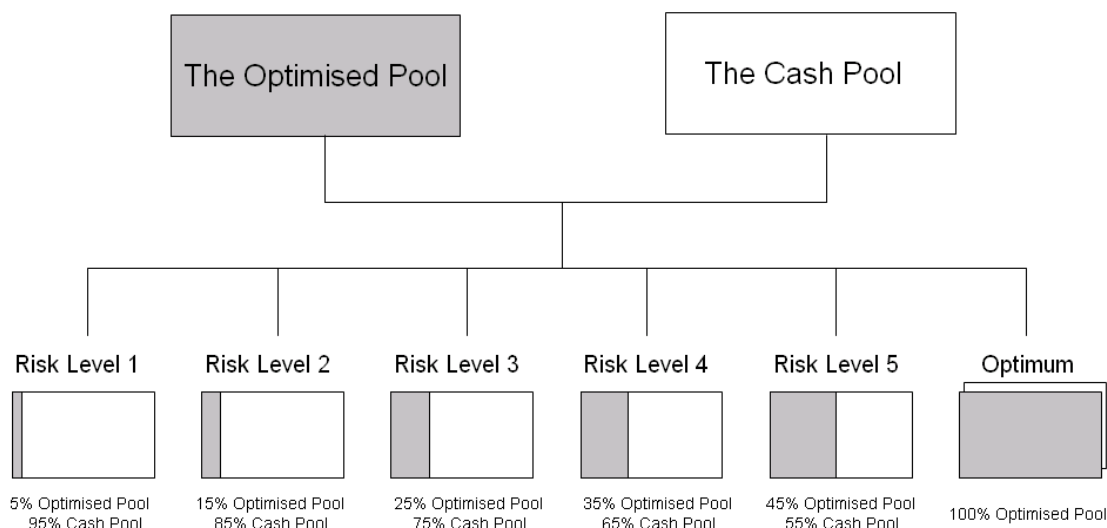 The Optimised Pool
The Cash Pool
Risk Level 1
Risk Level 2
Risk Level 3
Risk Level 4
Risk Level 5
Optimum
5% Optimised Pool
95% Cash Pool
15% Optimised Pool
85% Cash Pool
25% Optimised Pool
75% Cash Pool
35% Optimised Pool
65% Cash Pool
45% Optimised Pool
55% Cash Pool
100% Optimised Pool